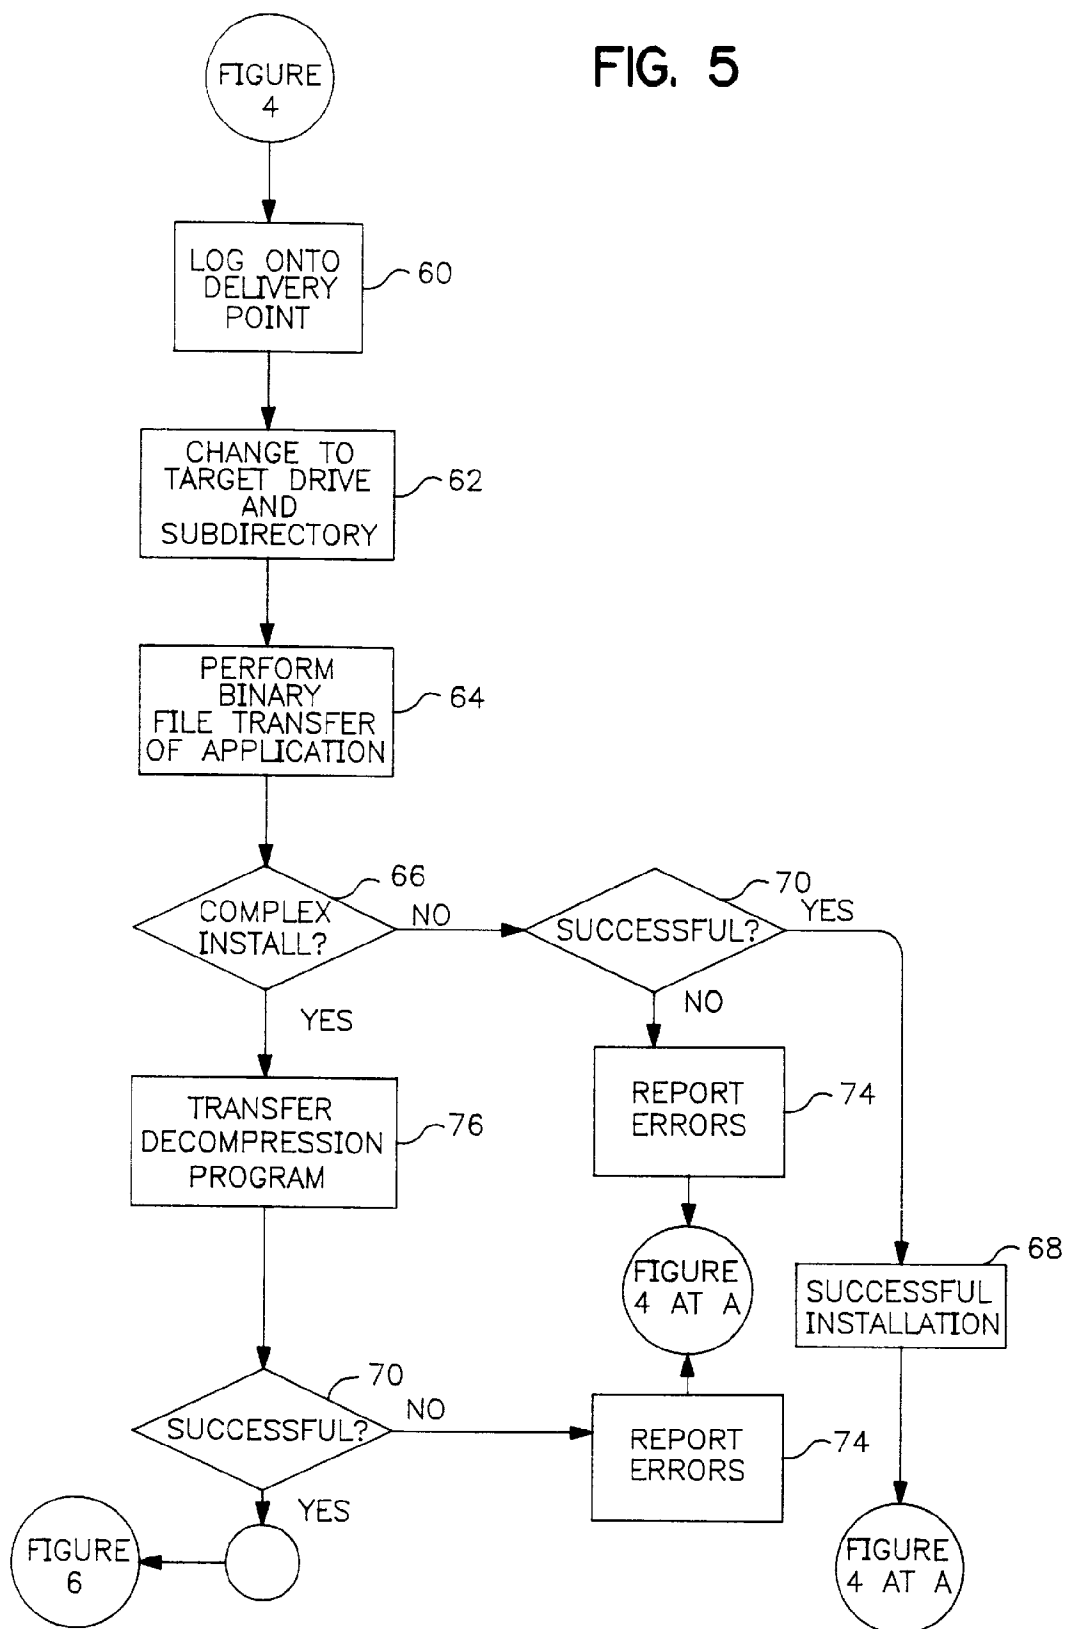 FIG. 5
FIGURE
4
LOG ONTO
DELIVERY
POINT
60
CHANGE TO
TARGET DRIVE
AND
SUBDIRECTORY
62
PERFORM
BINARY
FILE TRANSFER
OF APPLICATION
64
COMPLEX
INSTALL?
66
NO
YES
SUCCESSFUL?
70
YES
NO
REPORT
ERRORS
74
FIGURE
4 AT A
SUCCESSFUL
INSTALLATION
68
FIGURE
4 AT A
TRANSFER
DECOMPRESSION
PROGRAM
76
SUCCESSFUL?
70
NO
YES
REPORT
ERRORS
74
FIGURE
6